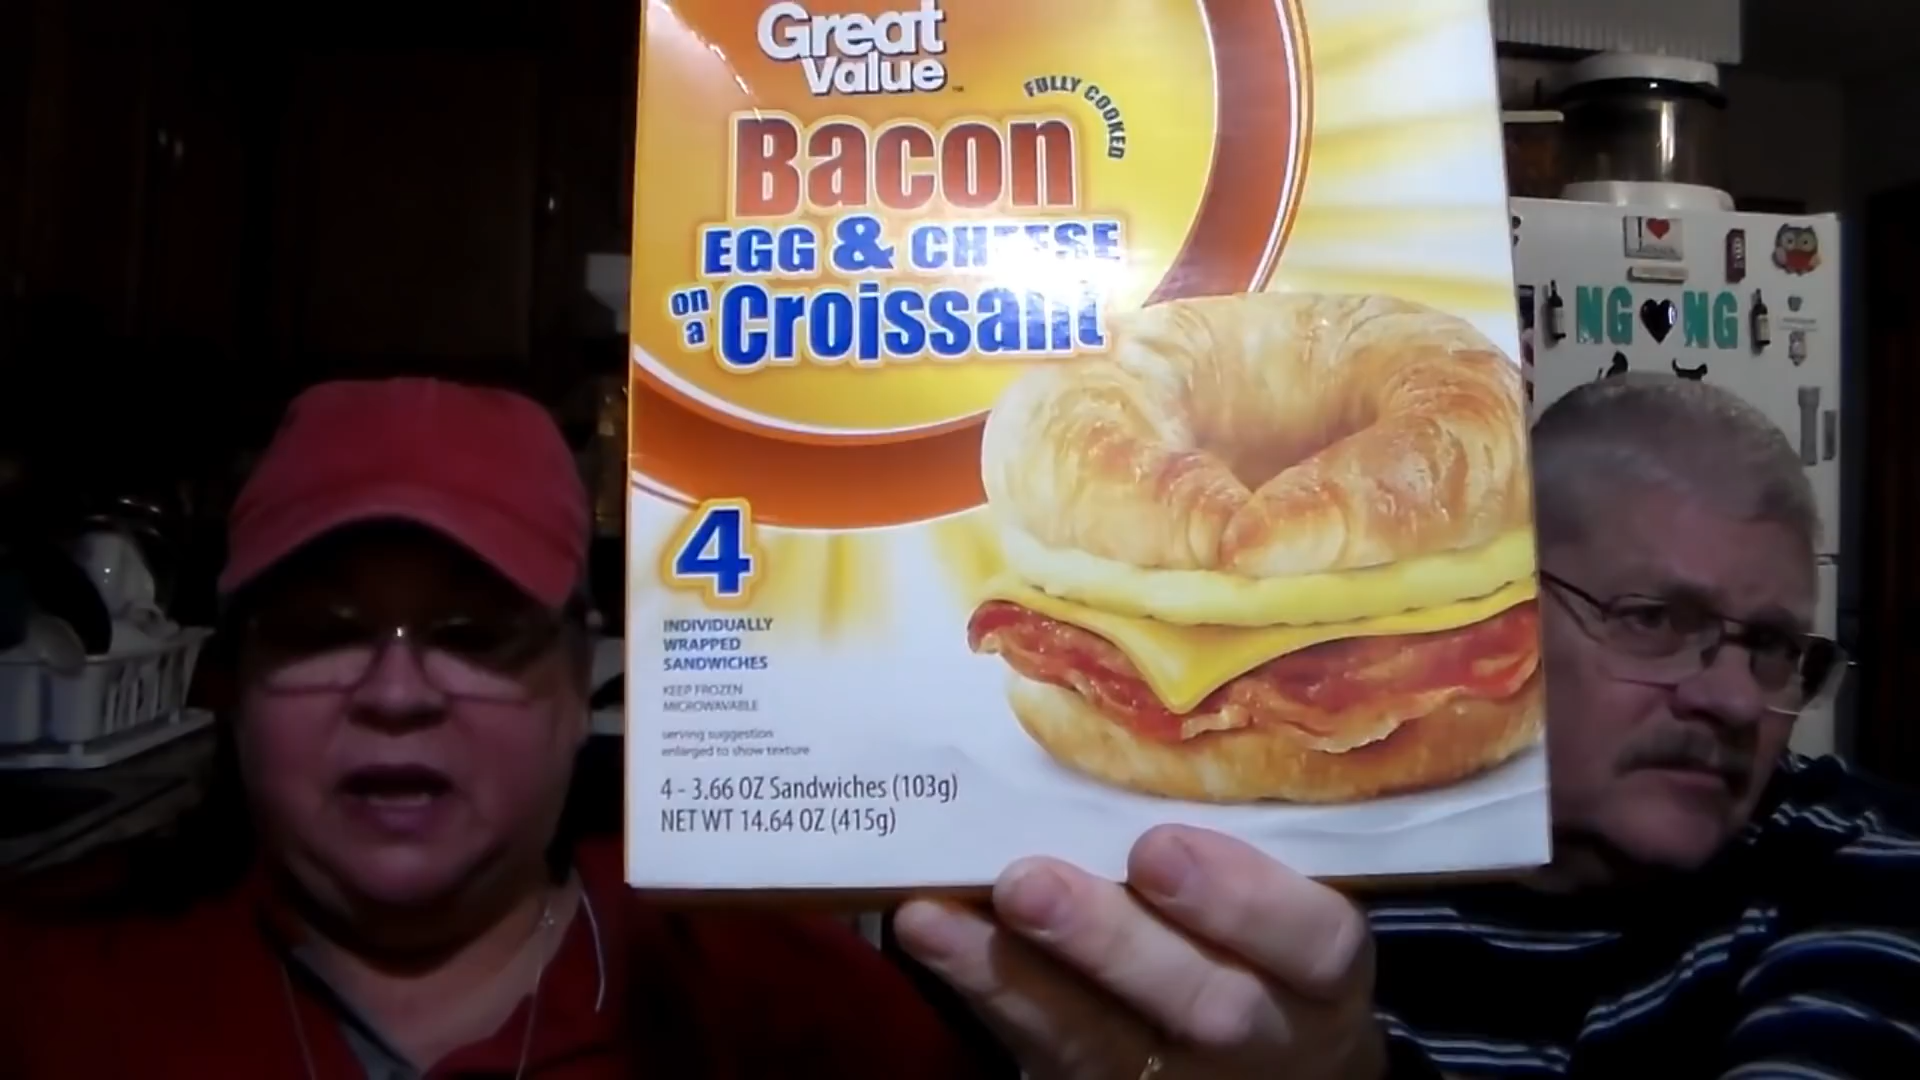 Great
Value
FULLY COOKED
Bacon
EGG & CHEESE
on
a
Croissant
4
INDIVIDUALLY
WRAPPED
SANDWICHES
KEEP FROZEN
MICROWAVABLE
serving suggestion
enlarged to show texture
4 - 3.66 OZ Sandwiches (103g)
NET WT 14.64 OZ (415g)
I
NG NG